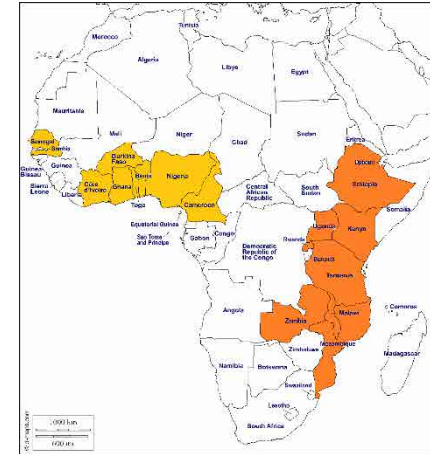 Tunisia
Morocco
Algeria
Libya
Egypt
Mauritania
Mali
Niger
Chad
Sudan
Eritrea
Senegal
Gambia
Guinea
Bissau
Guinea
Sierra
Leone
Liberia
Côte
d'Ivoire
Burkina
Faso
Ghana
Togo
Benin
Nigeria
Cameroon
Central
African
Republic
South
Sudan
Djibouti
Ethiopia
Somalia
Equatorial Guinea
Sao Tome
and Principe
Gabon
Congo
Democratic
Republic of
the Congo
Uganda
Kenya
Rwanda
Burundi
Tanzania
Angola
Zambia
Malawi
Mozambique
Comoros
Madagascar
Zimbabwe
Namibia
Botswana
Swaziland
Lesotho
South Africa
1000 km
600 mi